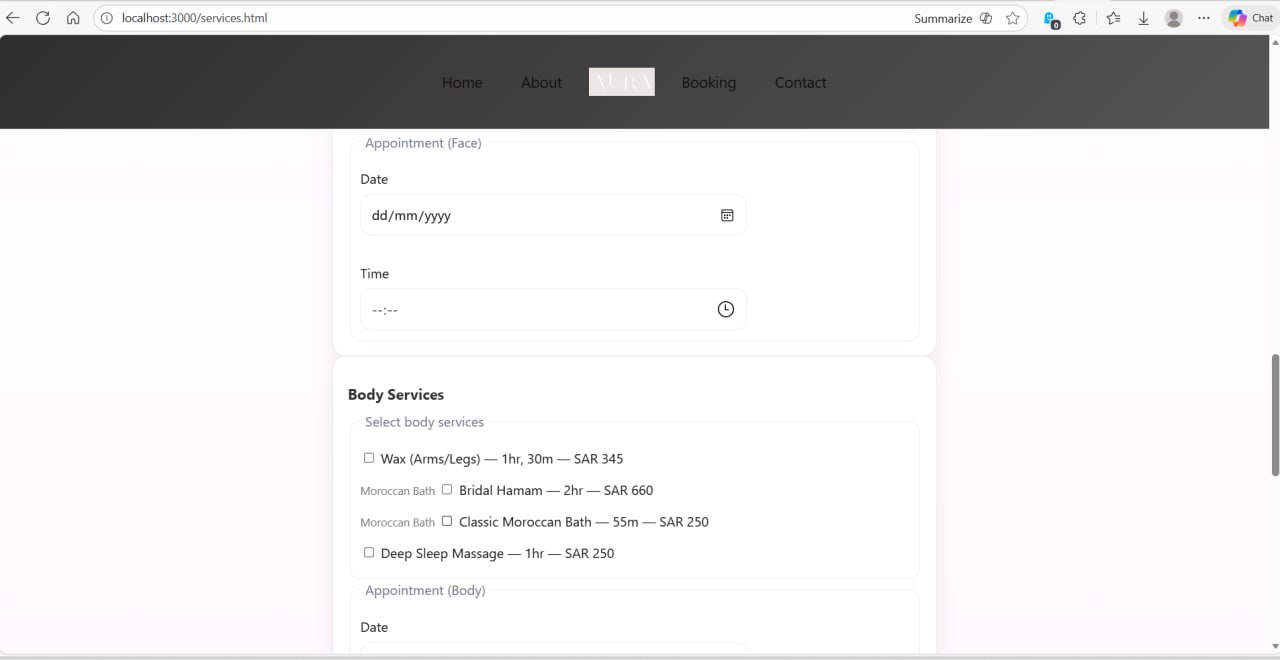 localhost:3000/services.html
Summarize
0
Chat
Home
About
AURA
Booking
Contact
Appointment (Face)
Date
dd/mm/yyyy
Time
--:--
Body Services
Select body services
Wax (Arms/Legs) — 1hr, 30m — SAR 345
Moroccan Bath Bridal Hamam — 2hr — SAR 660
Moroccan Bath Classic Moroccan Bath — 55m — SAR 250
Deep Sleep Massage — 1hr — SAR 250
Appointment (Body)
Date